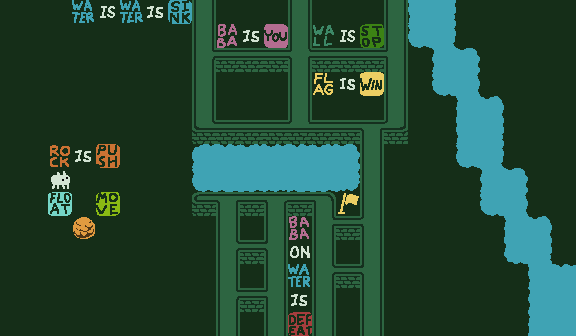 WATER IS WATER IS SINK
BABA IS YOU
WALL IS STOP
FLAG IS WIN
ROCK IS PUSH
FLOAT MOVE
BABA
ON
WATER
IS
DEFEAT